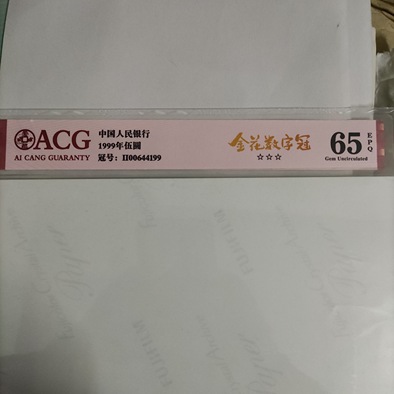 ACG
AI CANG GUARANTY
中国人民银行
1999年伍圆
冠号：II00644199
金花数字冠
☆☆☆
65
EPQ
Gem Uncirculated
FUJIFILM